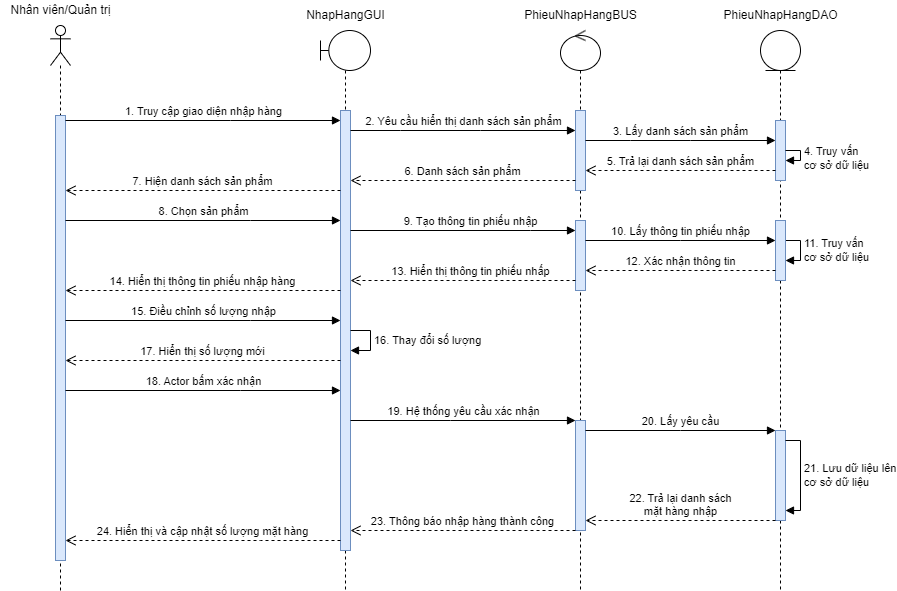 Nhân viên/Quản trị
NhapHangGUI
PhieuNhapHangBUS
PhieuNhapHangDAO
1. Truy cập giao diện nhập hàng
2. Yêu cầu hiển thị danh sách sản phẩm
3. Lấy danh sách sản phẩm
4. Truy vấn
cơ sở dữ liệu
5. Trả lại danh sách sản phẩm
6. Danh sách sản phẩm
7. Hiện danh sách sản phẩm
8. Chọn sản phẩm
9. Tạo thông tin phiếu nhập
10. Lấy thông tin phiếu nhập
11. Truy vấn
cơ sở dữ liệu
12. Xác nhận thông tin
13. Hiển thị thông tin phiếu nhấp
14. Hiển thị thông tin phiếu nhập hàng
15. Điều chỉnh số lượng nhập
16. Thay đổi số lượng
17. Hiển thị số lượng mới
18. Actor bấm xác nhận
19. Hệ thống yêu cầu xác nhận
20. Lấy yêu cầu
21. Lưu dữ liệu lên
cơ sở dữ liệu
22. Trả lại danh sách
mặt hàng nhập
23. Thông báo nhập hàng thành công
24. Hiển thị và cập nhật số lượng mặt hàng